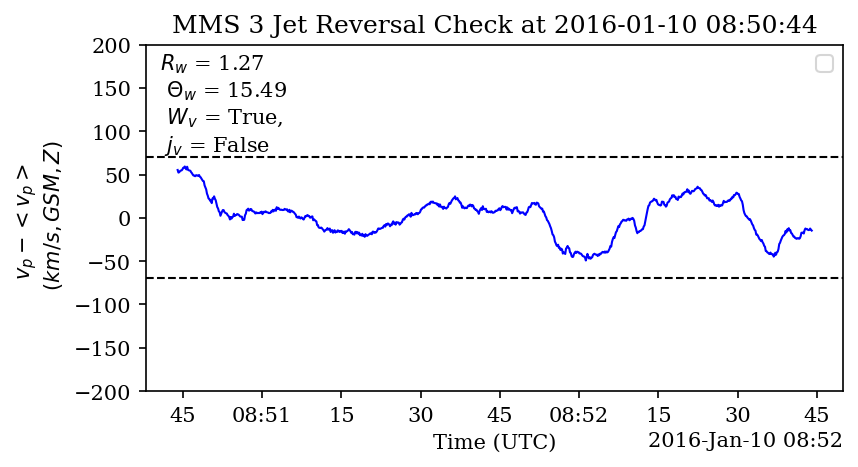 MMS 3 Jet Reversal Check at 2016-01-10 08:50:44
200
150
100
50
0
−50
−100
−150
−200
v_p − < v_p >
(km/s, GSM, Z)
R_w = 1.27
Θ_w = 15.49
W_v = True,
j_v = False
45
08:51
15
30
45
08:52
15
30
45
Time (UTC)
2016-Jan-10 08:52